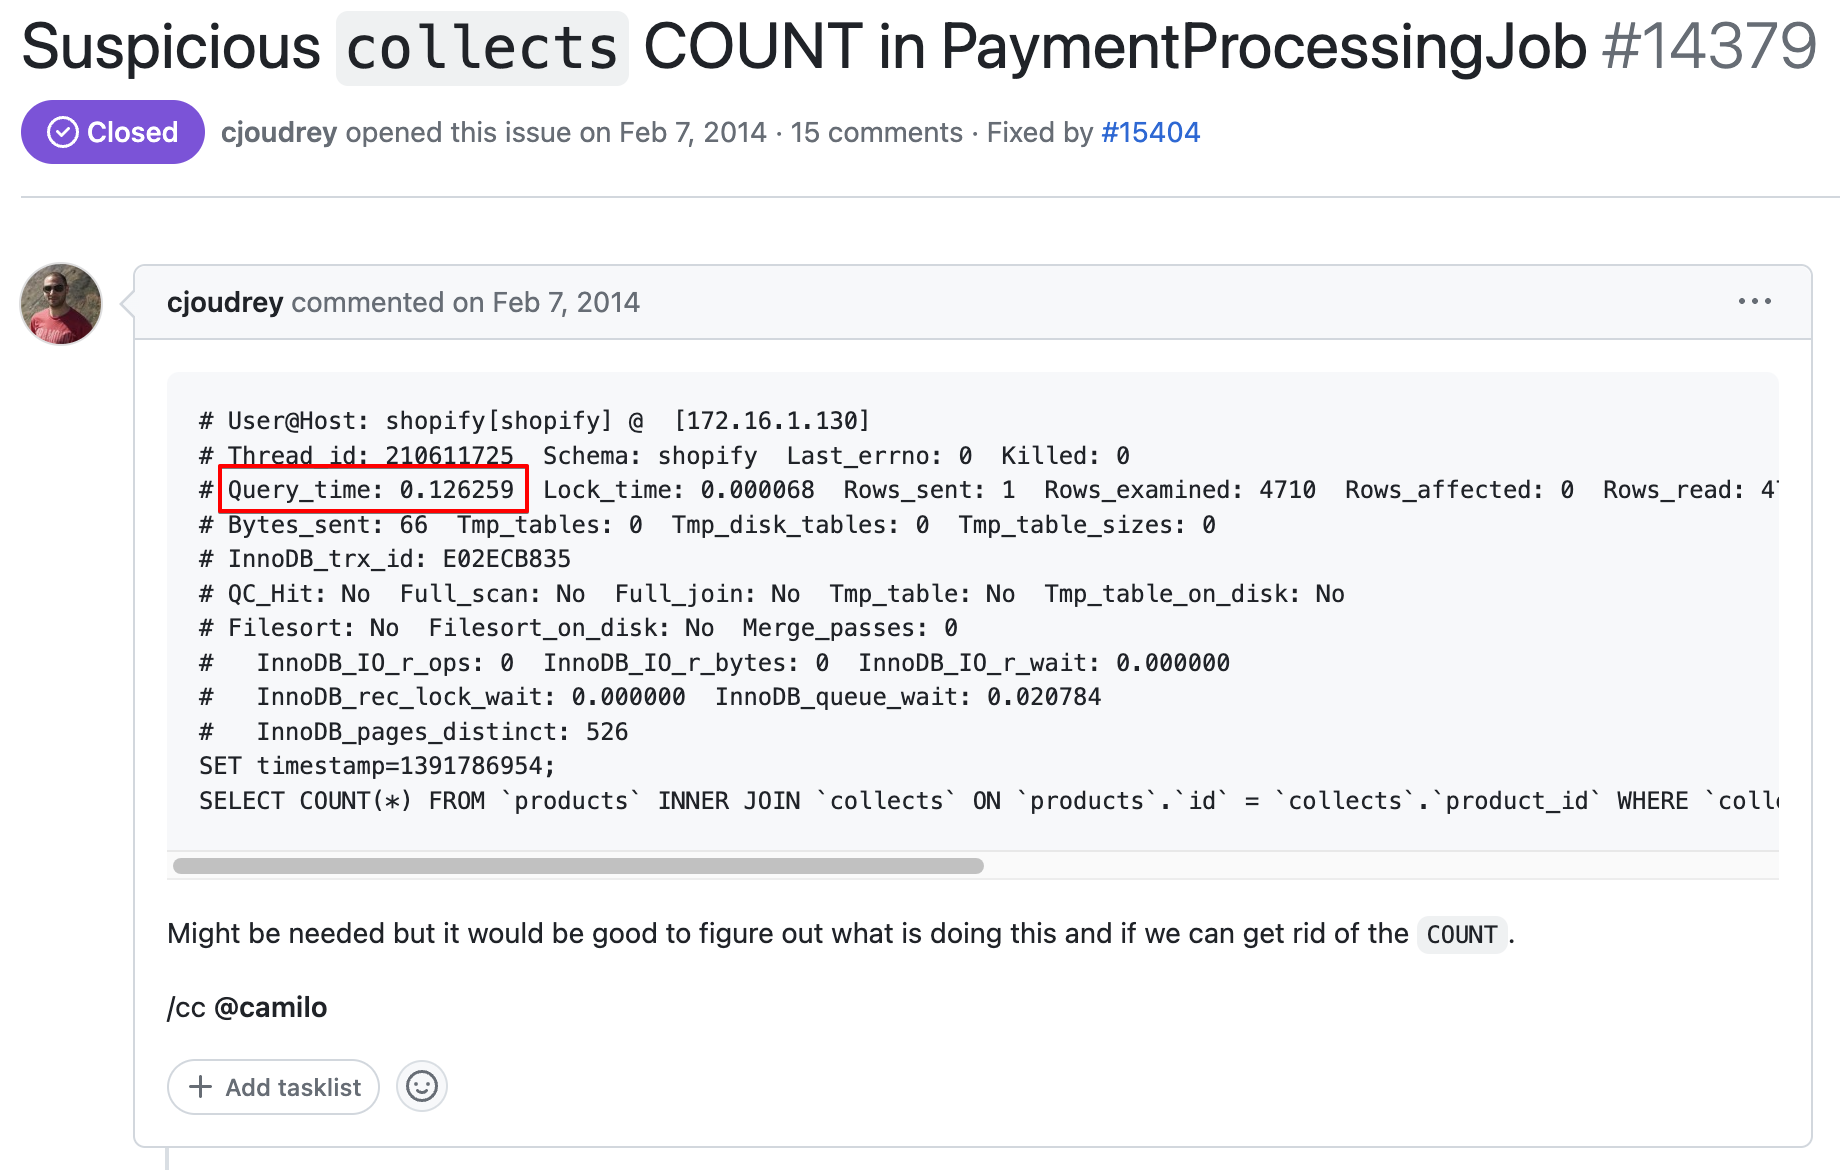 Suspicious collects COUNT in PaymentProcessingJob #14379
Closed cjoudrey opened this issue on Feb 7, 2014 · 15 comments · Fixed by #15404
cjoudrey commented on Feb 7, 2014
# User@Host: shopify[shopify] @  [172.16.1.130]
# Thread_id: 210611725  Schema: shopify  Last_errno: 0  Killed: 0
# Query_time: 0.126259  Lock_time: 0.000068  Rows_sent: 1  Rows_examined: 4710  Rows_affected: 0  Rows_read: 4
# Bytes_sent: 66  Tmp_tables: 0  Tmp_disk_tables: 0  Tmp_table_sizes: 0
# InnoDB_trx_id: E02ECB835
# QC_Hit: No  Full_scan: No  Full_join: No  Tmp_table: No  Tmp_table_on_disk: No
# Filesort: No  Filesort_on_disk: No  Merge_passes: 0
#   InnoDB_IO_r_ops: 0  InnoDB_IO_r_bytes: 0  InnoDB_IO_r_wait: 0.000000
#   InnoDB_rec_lock_wait: 0.000000  InnoDB_queue_wait: 0.020784
#   InnoDB_pages_distinct: 526
SET timestamp=1391786954;
SELECT COUNT(*) FROM `products` INNER JOIN `collects` ON `products`.`id` = `collects`.`product_id` WHERE `coll
Might be needed but it would be good to figure out what is doing this and if we can get rid of the COUNT.
/cc @camilo
Add tasklist